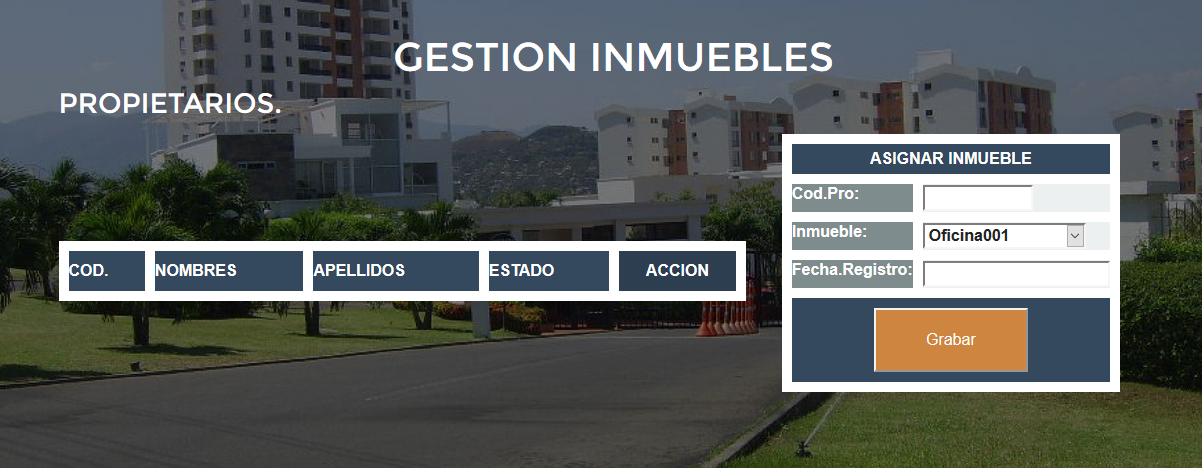 GESTION INMUEBLES
PROPIETARIOS.
COD. NOMBRES APELLIDOS ESTADO ACCION
ASIGNAR INMUEBLE
Cod.Pro:
Inmueble: Oficina001
Fecha.Registro:
Grabar